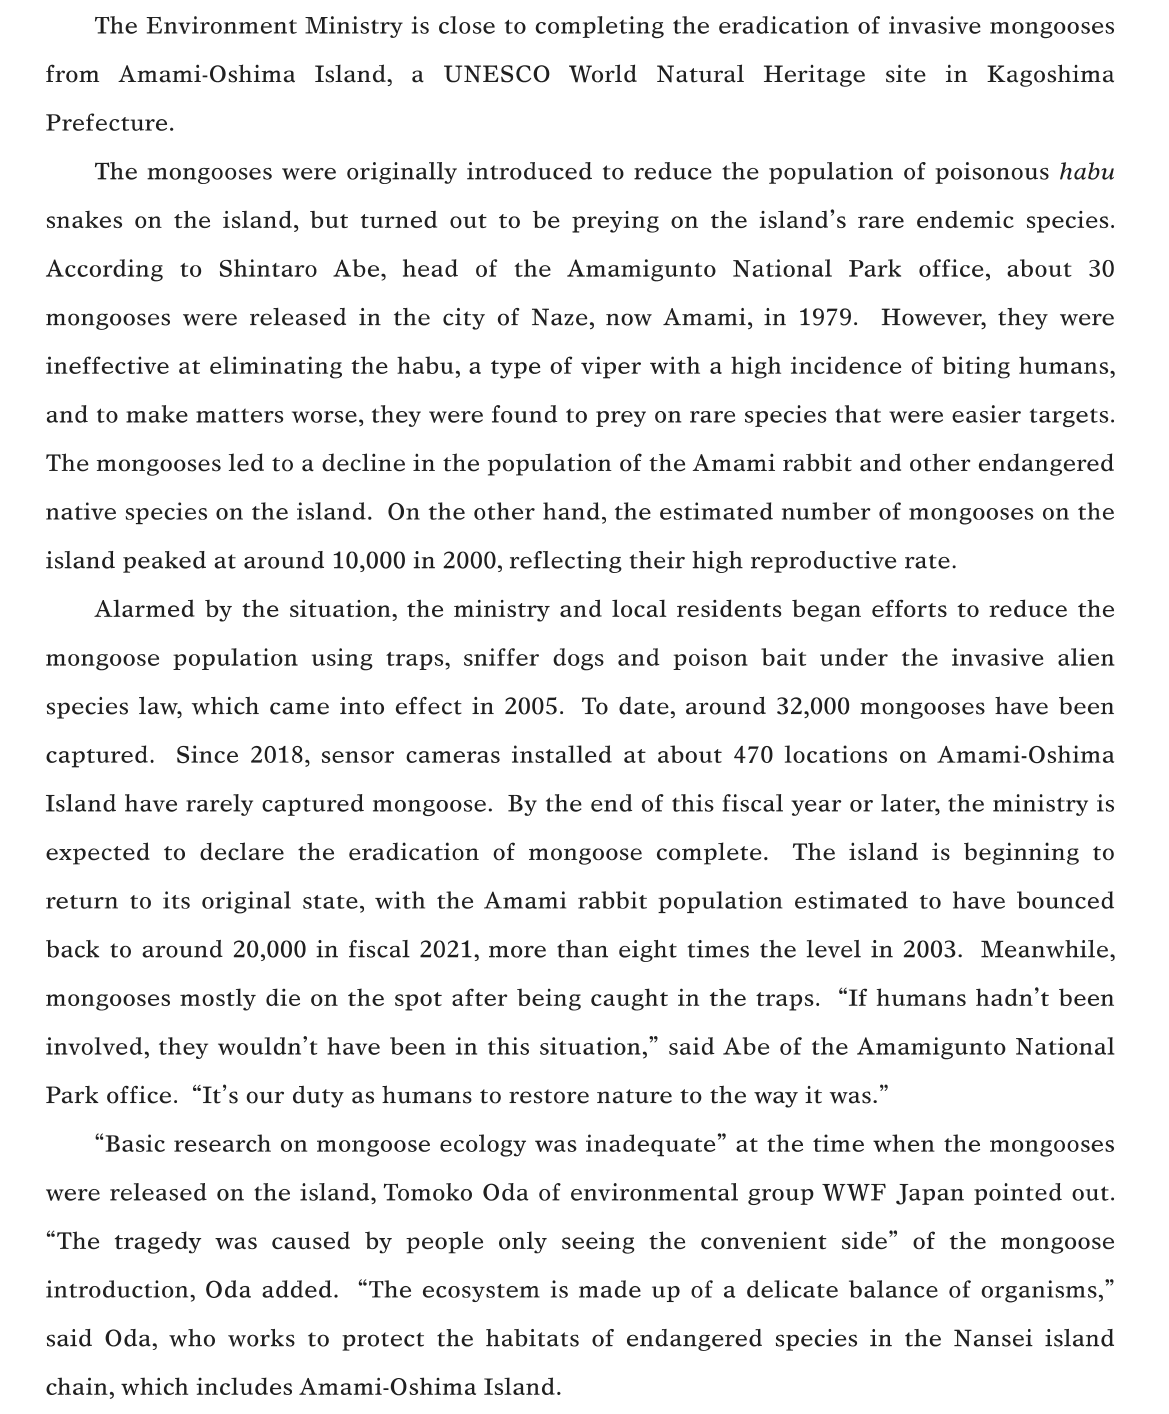 The Environment Ministry is close to completing the eradication of invasive mongooses
from Amami-Oshima Island, a UNESCO World Natural Heritage site in Kagoshima
Prefecture.
The mongooses were originally introduced to reduce the population of poisonous habu
snakes on the island, but turned out to be preying on the island’s rare endemic species.
According to Shintaro Abe, head of the Amamigunto National Park office, about 30
mongooses were released in the city of Naze, now Amami, in 1979. However, they were
ineffective at eliminating the habu, a type of viper with a high incidence of biting humans,
and to make matters worse, they were found to prey on rare species that were easier targets.
The mongooses led to a decline in the population of the Amami rabbit and other endangered
native species on the island. On the other hand, the estimated number of mongooses on the
island peaked at around 10,000 in 2000, reflecting their high reproductive rate.
Alarmed by the situation, the ministry and local residents began efforts to reduce the
mongoose population using traps, sniffer dogs and poison bait under the invasive alien
species law, which came into effect in 2005. To date, around 32,000 mongooses have been
captured. Since 2018, sensor cameras installed at about 470 locations on Amami-Oshima
Island have rarely captured mongoose. By the end of this fiscal year or later, the ministry is
expected to declare the eradication of mongoose complete. The island is beginning to
return to its original state, with the Amami rabbit population estimated to have bounced
back to around 20,000 in fiscal 2021, more than eight times the level in 2003. Meanwhile,
mongooses mostly die on the spot after being caught in the traps. “If humans hadn’t been
involved, they wouldn’t have been in this situation,” said Abe of the Amamigunto National
Park office. “It’s our duty as humans to restore nature to the way it was.”
“Basic research on mongoose ecology was inadequate” at the time when the mongooses
were released on the island, Tomoko Oda of environmental group WWF Japan pointed out.
“The tragedy was caused by people only seeing the convenient side” of the mongoose
introduction, Oda added. “The ecosystem is made up of a delicate balance of organisms,”
said Oda, who works to protect the habitats of endangered species in the Nansei island
chain, which includes Amami-Oshima Island.